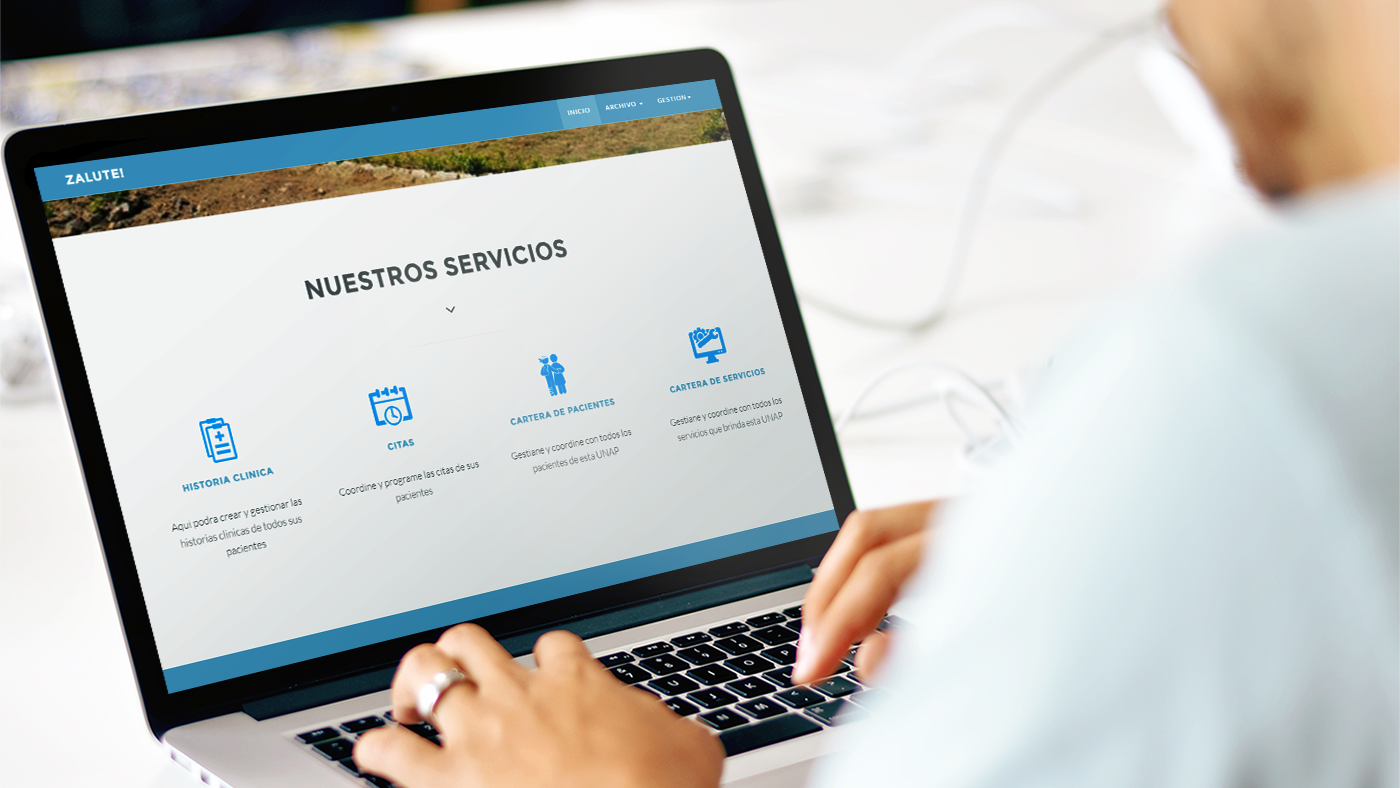 ZALUTE!
INICIO
ARCHIVO
GESTION
NUESTROS SERVICIOS
HISTORIA CLINICA
Aqui podra crear y gestionar las
historias clinicas de todos sus
pacientes
CITAS
Coordine y programe las citas de sus
pacientes
CARTERA DE PACIENTES
Gestiane y coordine con todos los
pacientes de esta UNAP
CARTERA DE SERVICIOS
Gestiane y coordine con todos los
servicios que brinda esta UNAP